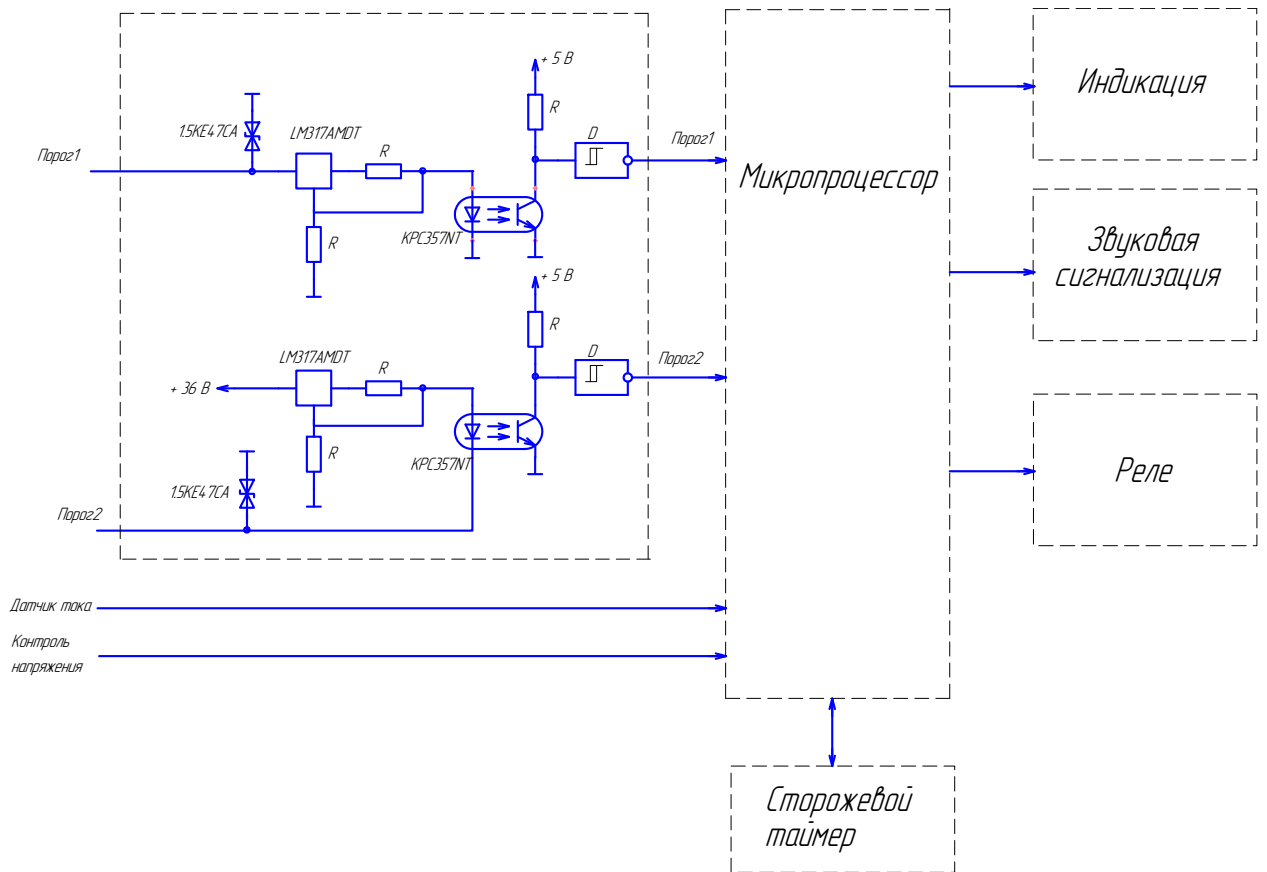 + 5 В
R
1.5KE47CA
LM317AMDT
Порог1
R
D
Порог1
R
KPC357NT
+ 5 В
R
LM317AMDT
R
D
Порог2
+ 36 В
R
KPC357NT
1.5KE47CA
Порог2
Датчик тока
Контроль
напряжения
Микропроцессор
Индикация
Звуковая
сигнализация
Реле
Сторожевой
таймер